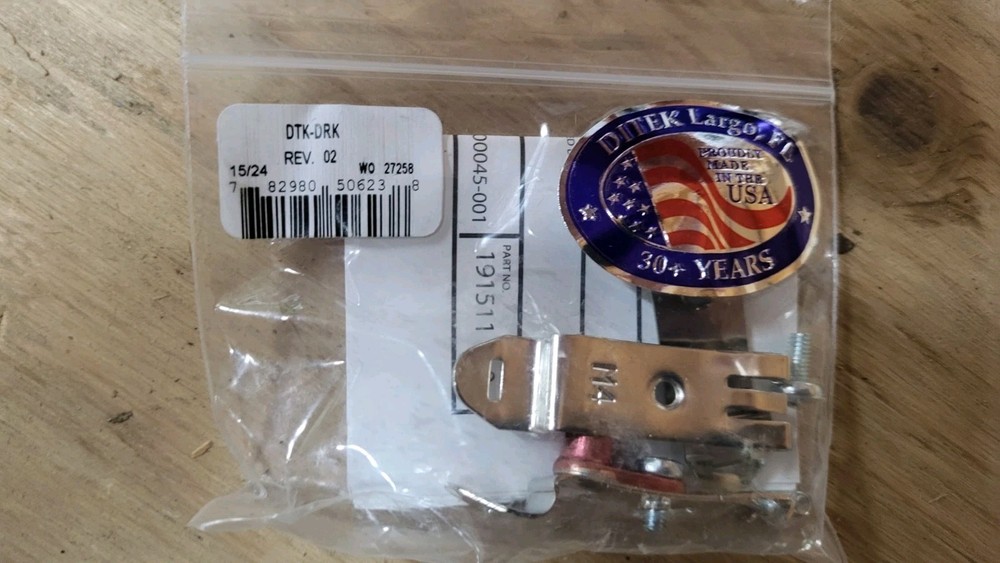 DTK-DRK
REV. 02
15/24 WO 27258
7 82980 50623 8
00045-001
PART NO.
191511
DITEK Largo, FL
PROUDLY
MADE
IN THE
USA
30+ YEARS
M4